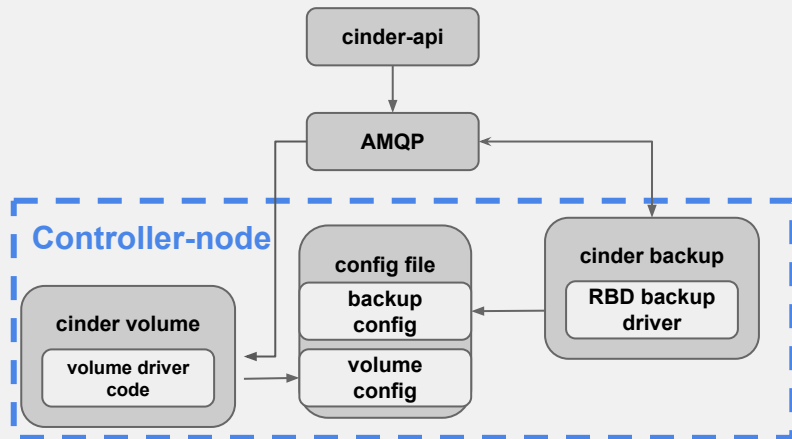 cinder-api
AMQP
Controller-node
config file
backup
config
volume
config
cinder backup
RBD backup
driver
cinder volume
volume driver
code